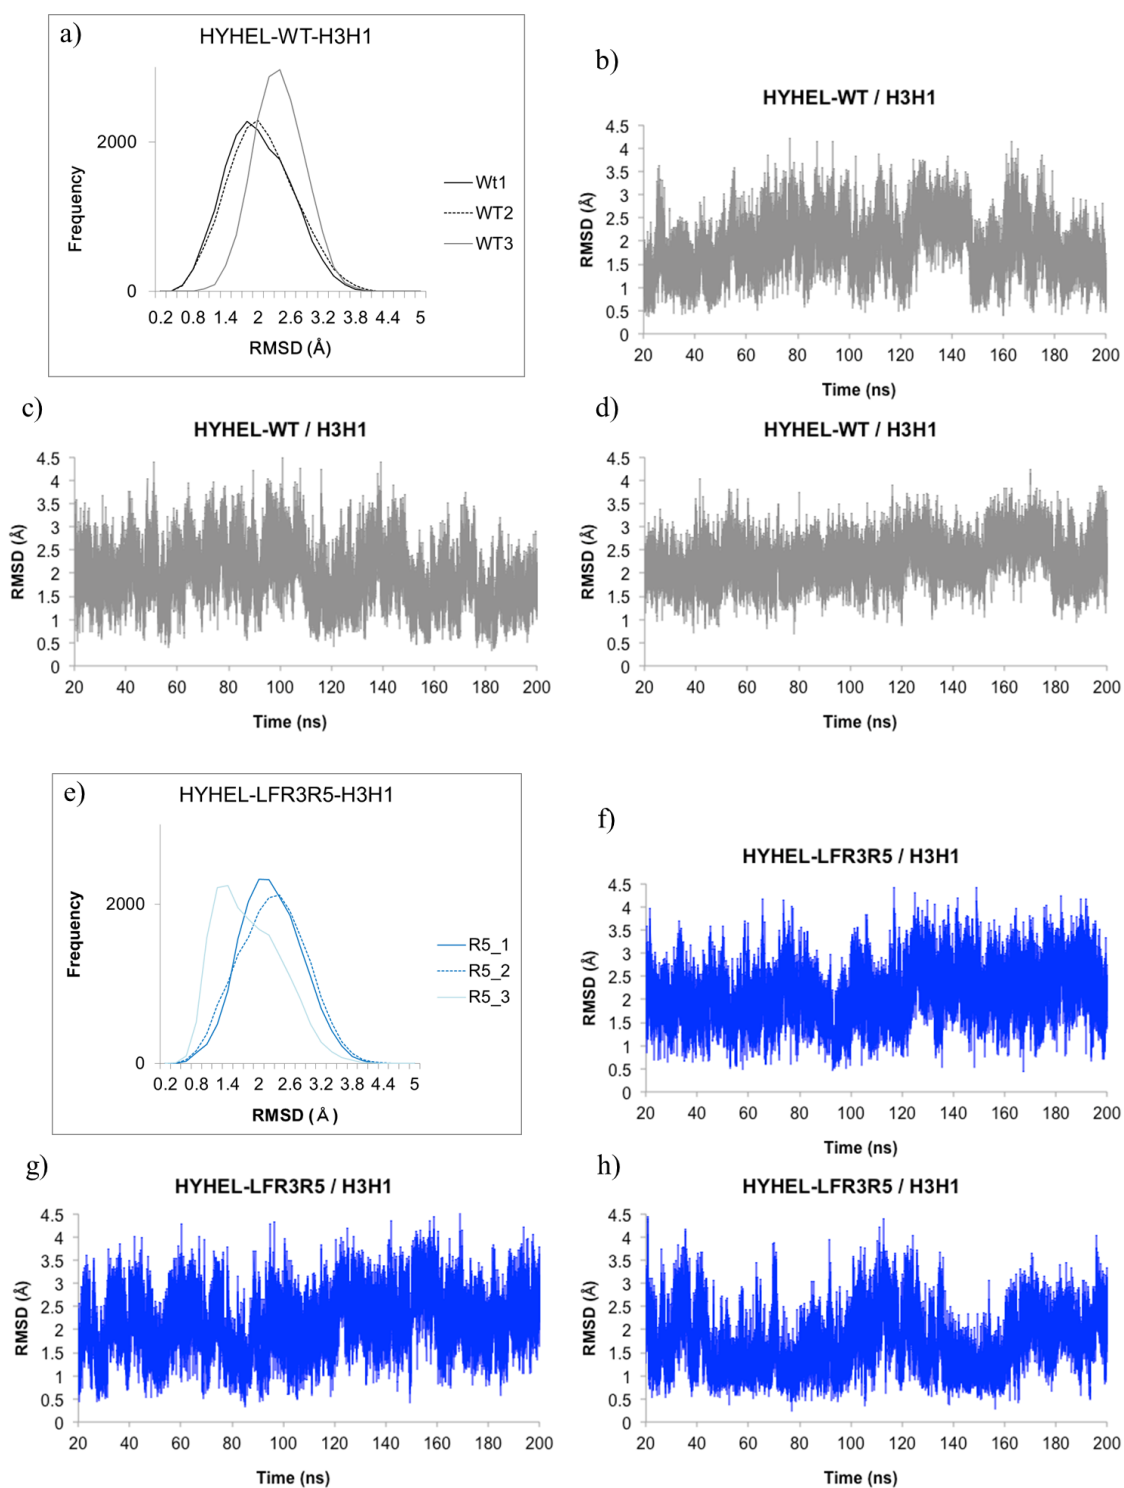 a)
HYHEL-WT-H3H1
2000
0
Frequency
0.2 0.8 1.4 2 2.6 3.2 3.8 4.4 5
RMSD (Å)
Wt1
WT2
WT3
b)
HYHEL-WT / H3H1
4.5
4
3.5
3
2.5
2
1.5
1
0.5
0
RMSD (Å)
20 40 60 80 100 120 140 160 180 200
Time (ns)
c)
HYHEL-WT / H3H1
4.5
4
3.5
3
2.5
2
1.5
1
0.5
0
RMSD (Å)
20 40 60 80 100 120 140 160 180 200
Time (ns)
d)
HYHEL-WT / H3H1
4.5
4
3.5
3
2.5
2
1.5
1
0.5
0
RMSD (Å)
20 40 60 80 100 120 140 160 180 200
Time (ns)
e)
HYHEL-LFR3R5-H3H1
2000
0
Frequency
0.2 0.8 1.4 2 2.6 3.2 3.8 4.4 5
RMSD (Å)
R5_1
R5_2
R5_3
f)
HYHEL-LFR3R5 / H3H1
4.5
4
3.5
3
2.5
2
1.5
1
0.5
0
RMSD (Å)
20 40 60 80 100 120 140 160 180 200
Time (ns)
g)
HYHEL-LFR3R5 / H3H1
4.5
4
3.5
3
2.5
2
1.5
1
0.5
0
RMSD (Å)
20 40 60 80 100 120 140 160 180 200
Time (ns)
h)
HYHEL-LFR3R5 / H3H1
4.5
4
3.5
3
2.5
2
1.5
1
0.5
0
RMSD (Å)
20 40 60 80 100 120 140 160 180 200
Time (ns)